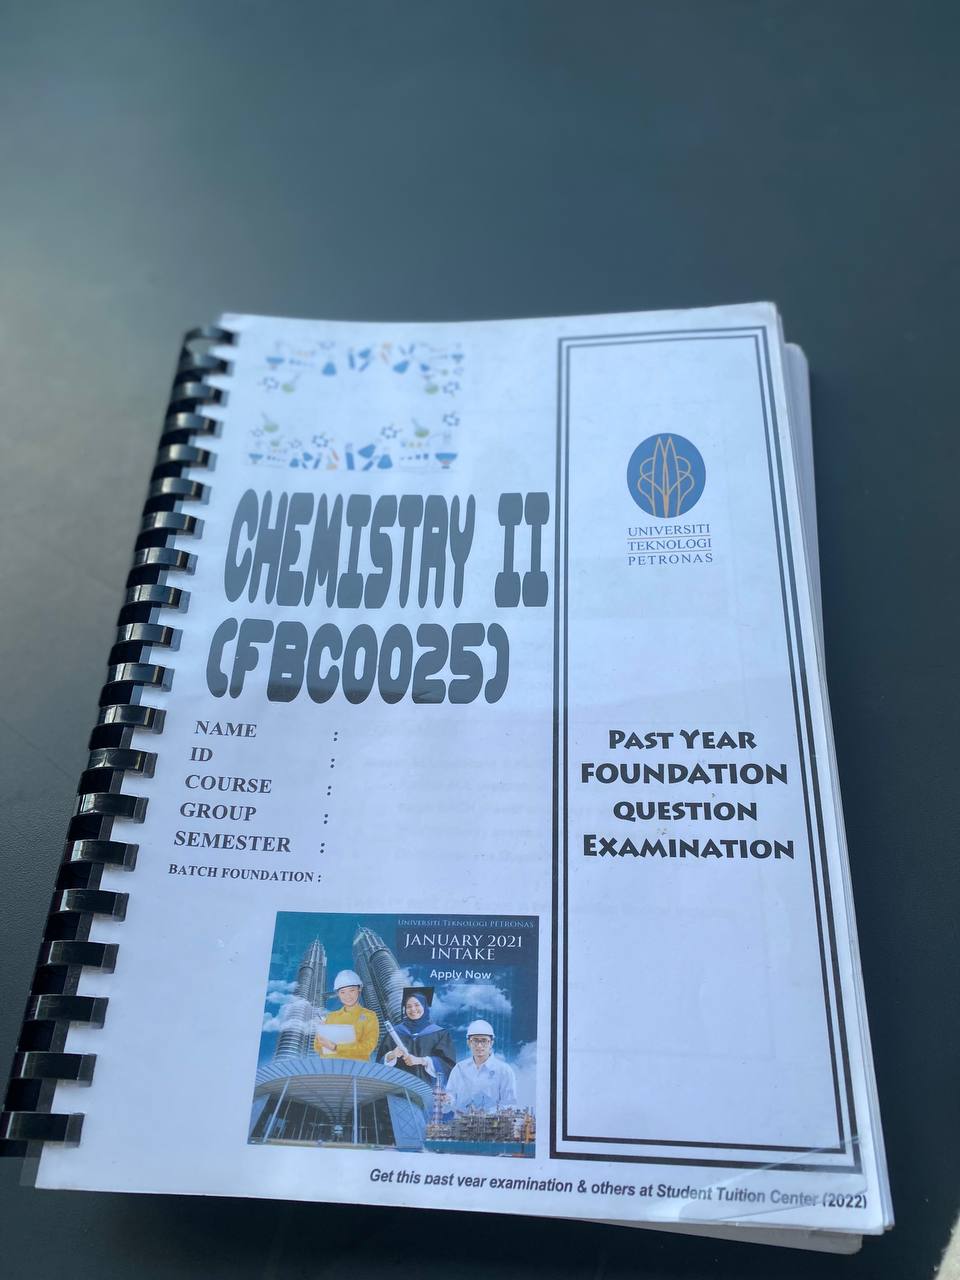 CHEMISTRY II
(FBC0025)
NAME :
ID :
COURSE :
GROUP :
SEMESTER :
BATCH FOUNDATION :
UNIVERSITI TEKNOLOGI PETRONAS
JANUARY 2021
INTAKE
Apply Now
UNIVERSITI
TEKNOLOGI
PETRONAS
PAST YEAR
FOUNDATION
QUESTION
EXAMINATION
Get this past year examination & others at Student Tuition Center (2022)